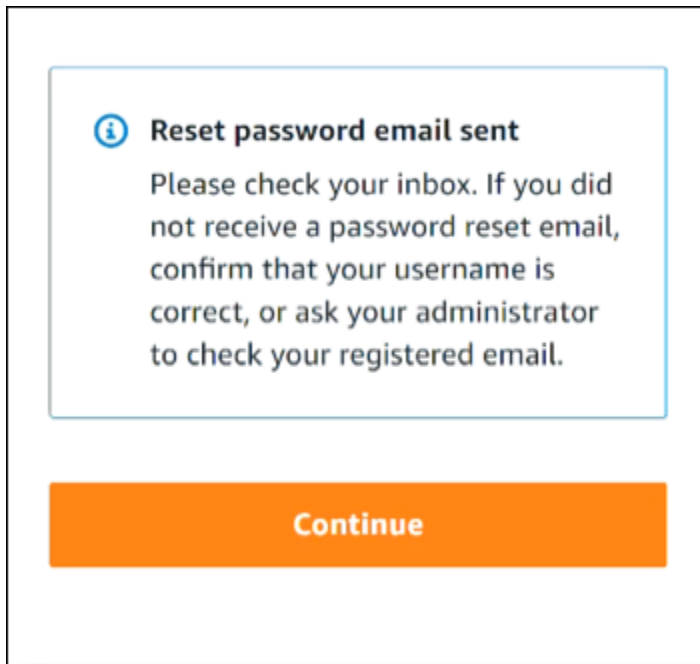 Reset password email sent
Please check your inbox. If you did
not receive a password reset email,
confirm that your username is
correct, or ask your administrator
to check your registered email.
Continue